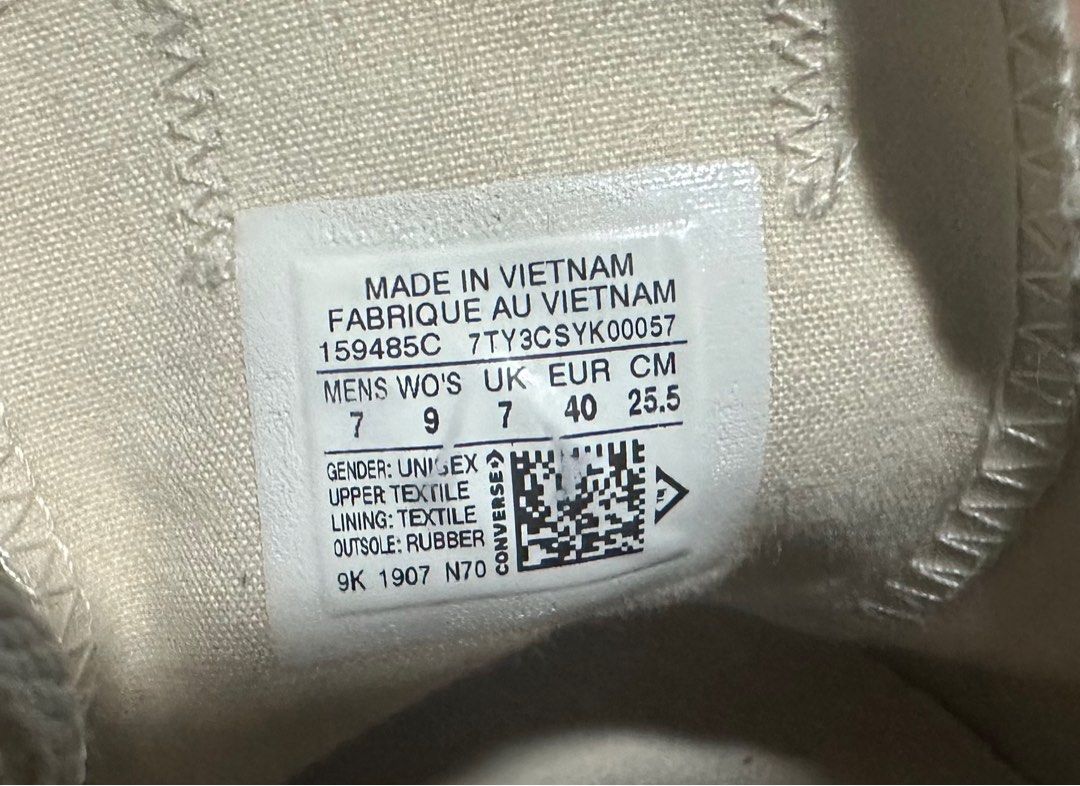 MADE IN VIETNAM
FABRIQUE AU VIETNAM
159485C 7TY3CSYK00057
MENS WO'S UK EUR CM
7 9 7 40 25.5
GENDER: UNISEX
UPPER TEXTILE
LINING: TEXTILE
OUTSOLE: RUBBER
9K 1907 N70
CONVERSE